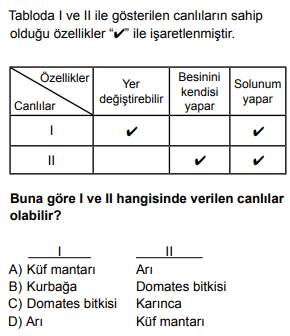 Tabloda I ve II ile gösterilen canlıların sahip
olduğu özellikler “✔” ile işaretlenmiştir.
Özellikler
Canlılar
Yer
değiştirebilir
Besinini
kendisi
yapar
Solunum
yapar
I ✔ ✔
II ✔ ✔
Buna göre I ve II hangisinde verilen canlılar
olabilir?
I II
A) Küf mantarı Arı
B) Kurbağa Domates bitkisi
C) Domates bitkisi Karınca
D) Arı Küf mantarı